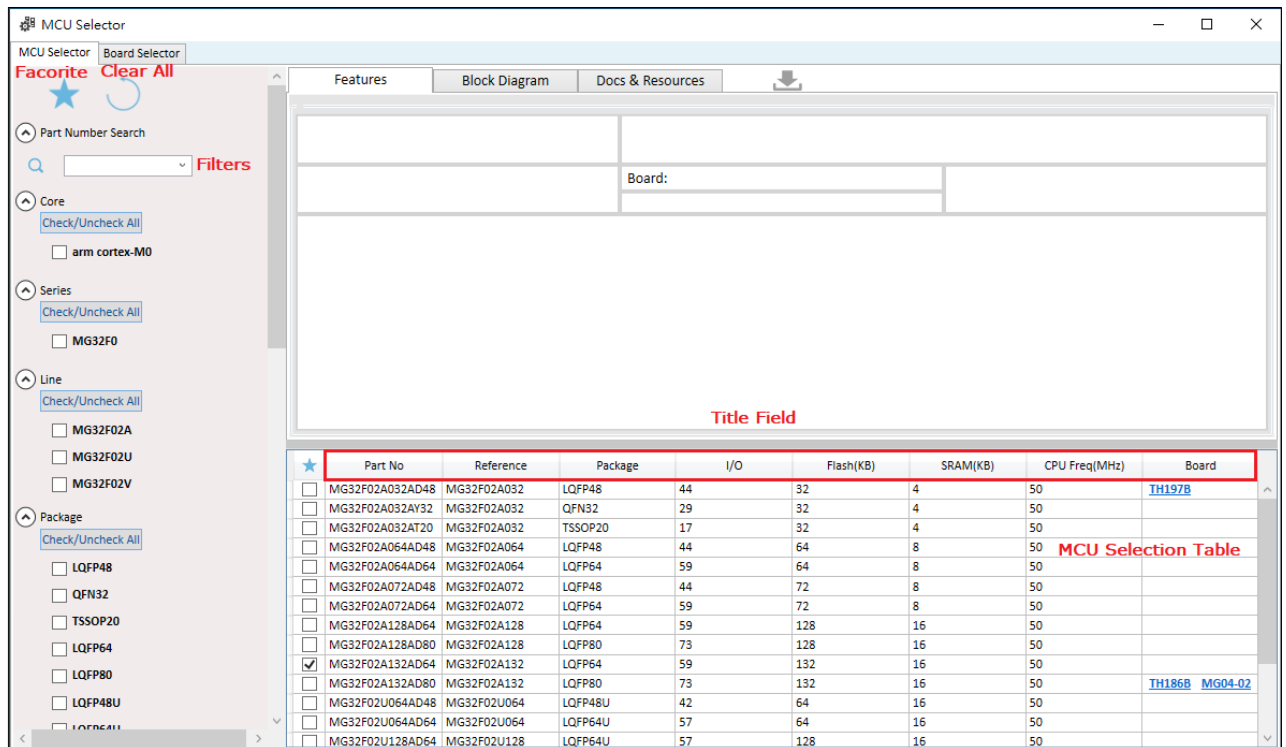 MCU Selector
MCU Selector Board Selector
Facorite Clear All
Features Block Diagram Docs & Resources
Part Number Search
Filters
Core
Check/Uncheck All
arm cortex-M0
Series
Check/Uncheck All
MG32F0
Line
Check/Uncheck All
MG32F02A
MG32F02U
MG32F02V
Package
Check/Uncheck All
LQFP48
QFN32
TSSOP20
LQFP64
LQFP80
LQFP48U
LQFP64U
Board:
Title Field
Part No Reference Package I/O Flash(KB) SRAM(KB) CPU Freq(MHz) Board
MG32F02A032AD48 MG32F02A032 LQFP48 44 32 4 50 TH197B
MG32F02A032AY32 MG32F02A032 QFN32 29 32 4 50
MG32F02A032AT20 MG32F02A032 TSSOP20 17 32 4 50
MG32F02A064AD48 MG32F02A064 LQFP48 44 64 8 50 MCU Selection Table
MG32F02A064AD64 MG32F02A064 LQFP64 59 64 8 50
MG32F02A072AD48 MG32F02A072 LQFP48 44 72 8 50
MG32F02A072AD64 MG32F02A072 LQFP64 59 72 8 50
MG32F02A128AD64 MG32F02A128 LQFP64 59 128 16 50
MG32F02A128AD80 MG32F02A128 LQFP80 73 128 16 50
MG32F02A132AD64 MG32F02A132 LQFP64 59 132 16 50
MG32F02A132AD80 MG32F02A132 LQFP80 73 132 16 50 TH186B MG04-02
MG32F02U064AD48 MG32F02U064 LQFP48U 42 64 16 50
MG32F02U064AD64 MG32F02U064 LQFP64U 57 64 16 50
MG32F02U128AD64 MG32F02U128 LQFP64U 57 128 16 50